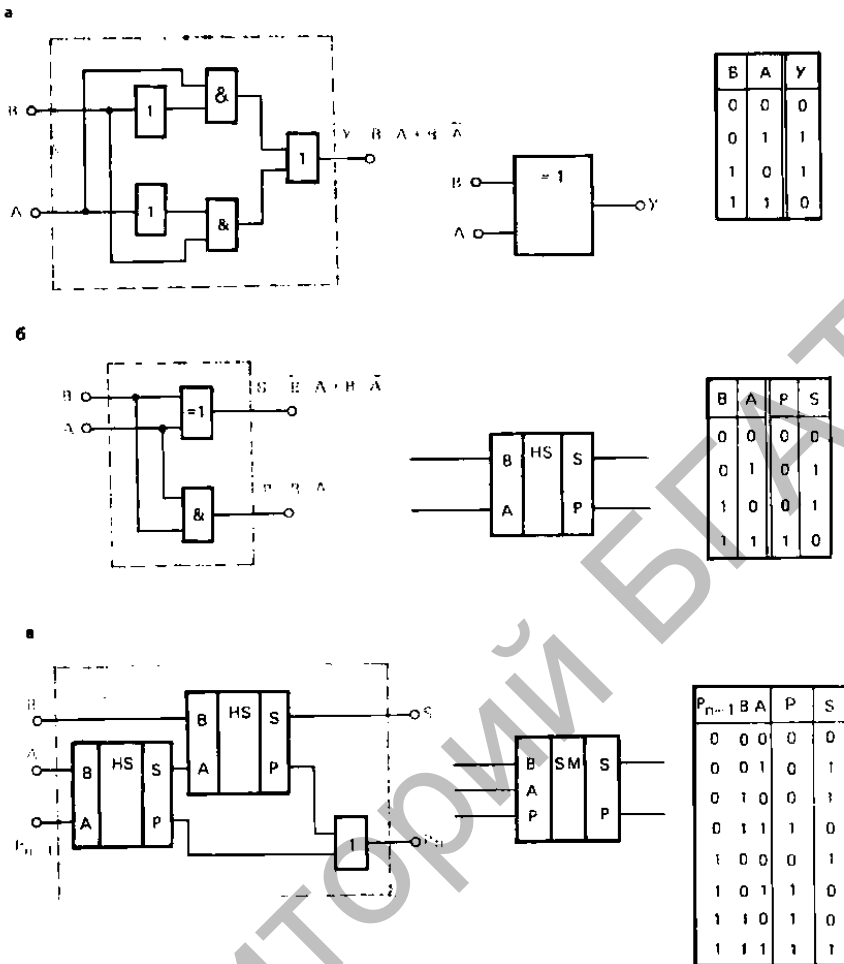 а
B
A
1
&
1
&
1
B
A
= 1
Y
B A Y
0 0 0
0 1 1
1 0 1
1 1 0
б
B
A
=1
&
B HS S
A P
B A P S
0 0 0 0
0 1 0 1
1 0 0 1
1 1 1 0
в
B
A
B HS S
A P
B HS S
A P
1
S
Pn
B SM S
A
P P
Pn-1 B A P S
0 0 0 0 0
0 0 1 0 1
0 1 0 0 1
0 1 1 1 0
1 0 0 0 1
1 0 1 1 0
1 1 0 1 0
1 1 1 1 1